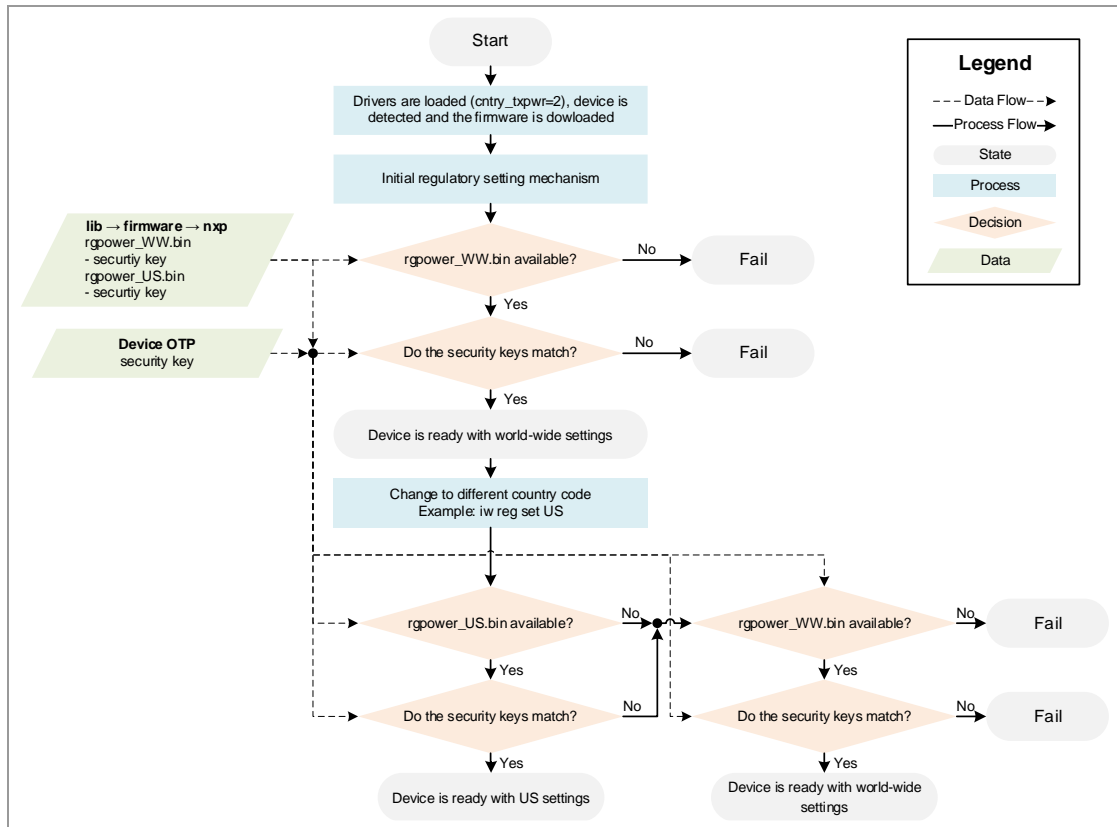 Start
Legend
Drivers are loaded (cntry_txpwr=2), device is
detected and the firmware is dowloaded
Data Flow
Process Flow
State
Initial regulatory setting mechanism
Process
Decision
Data
lib → firmware → nxp
rgpower_WW.bin
- securtiy key
rgpower_US.bin
- securtiy key
rgpower_WW.bin available?
No
Fail
Yes
Device OTP
security key
Do the security keys match?
No
Fail
Yes
Device is ready with world-wide settings
Change to different country code
Example: iw reg set US
rgpower_US.bin available?
No
rgpower_WW.bin available?
No
Fail
Yes
Yes
Do the security keys match?
No
Do the security keys match?
No
Fail
Yes
Yes
Device is ready with US settings
Device is ready with world-wide
settings